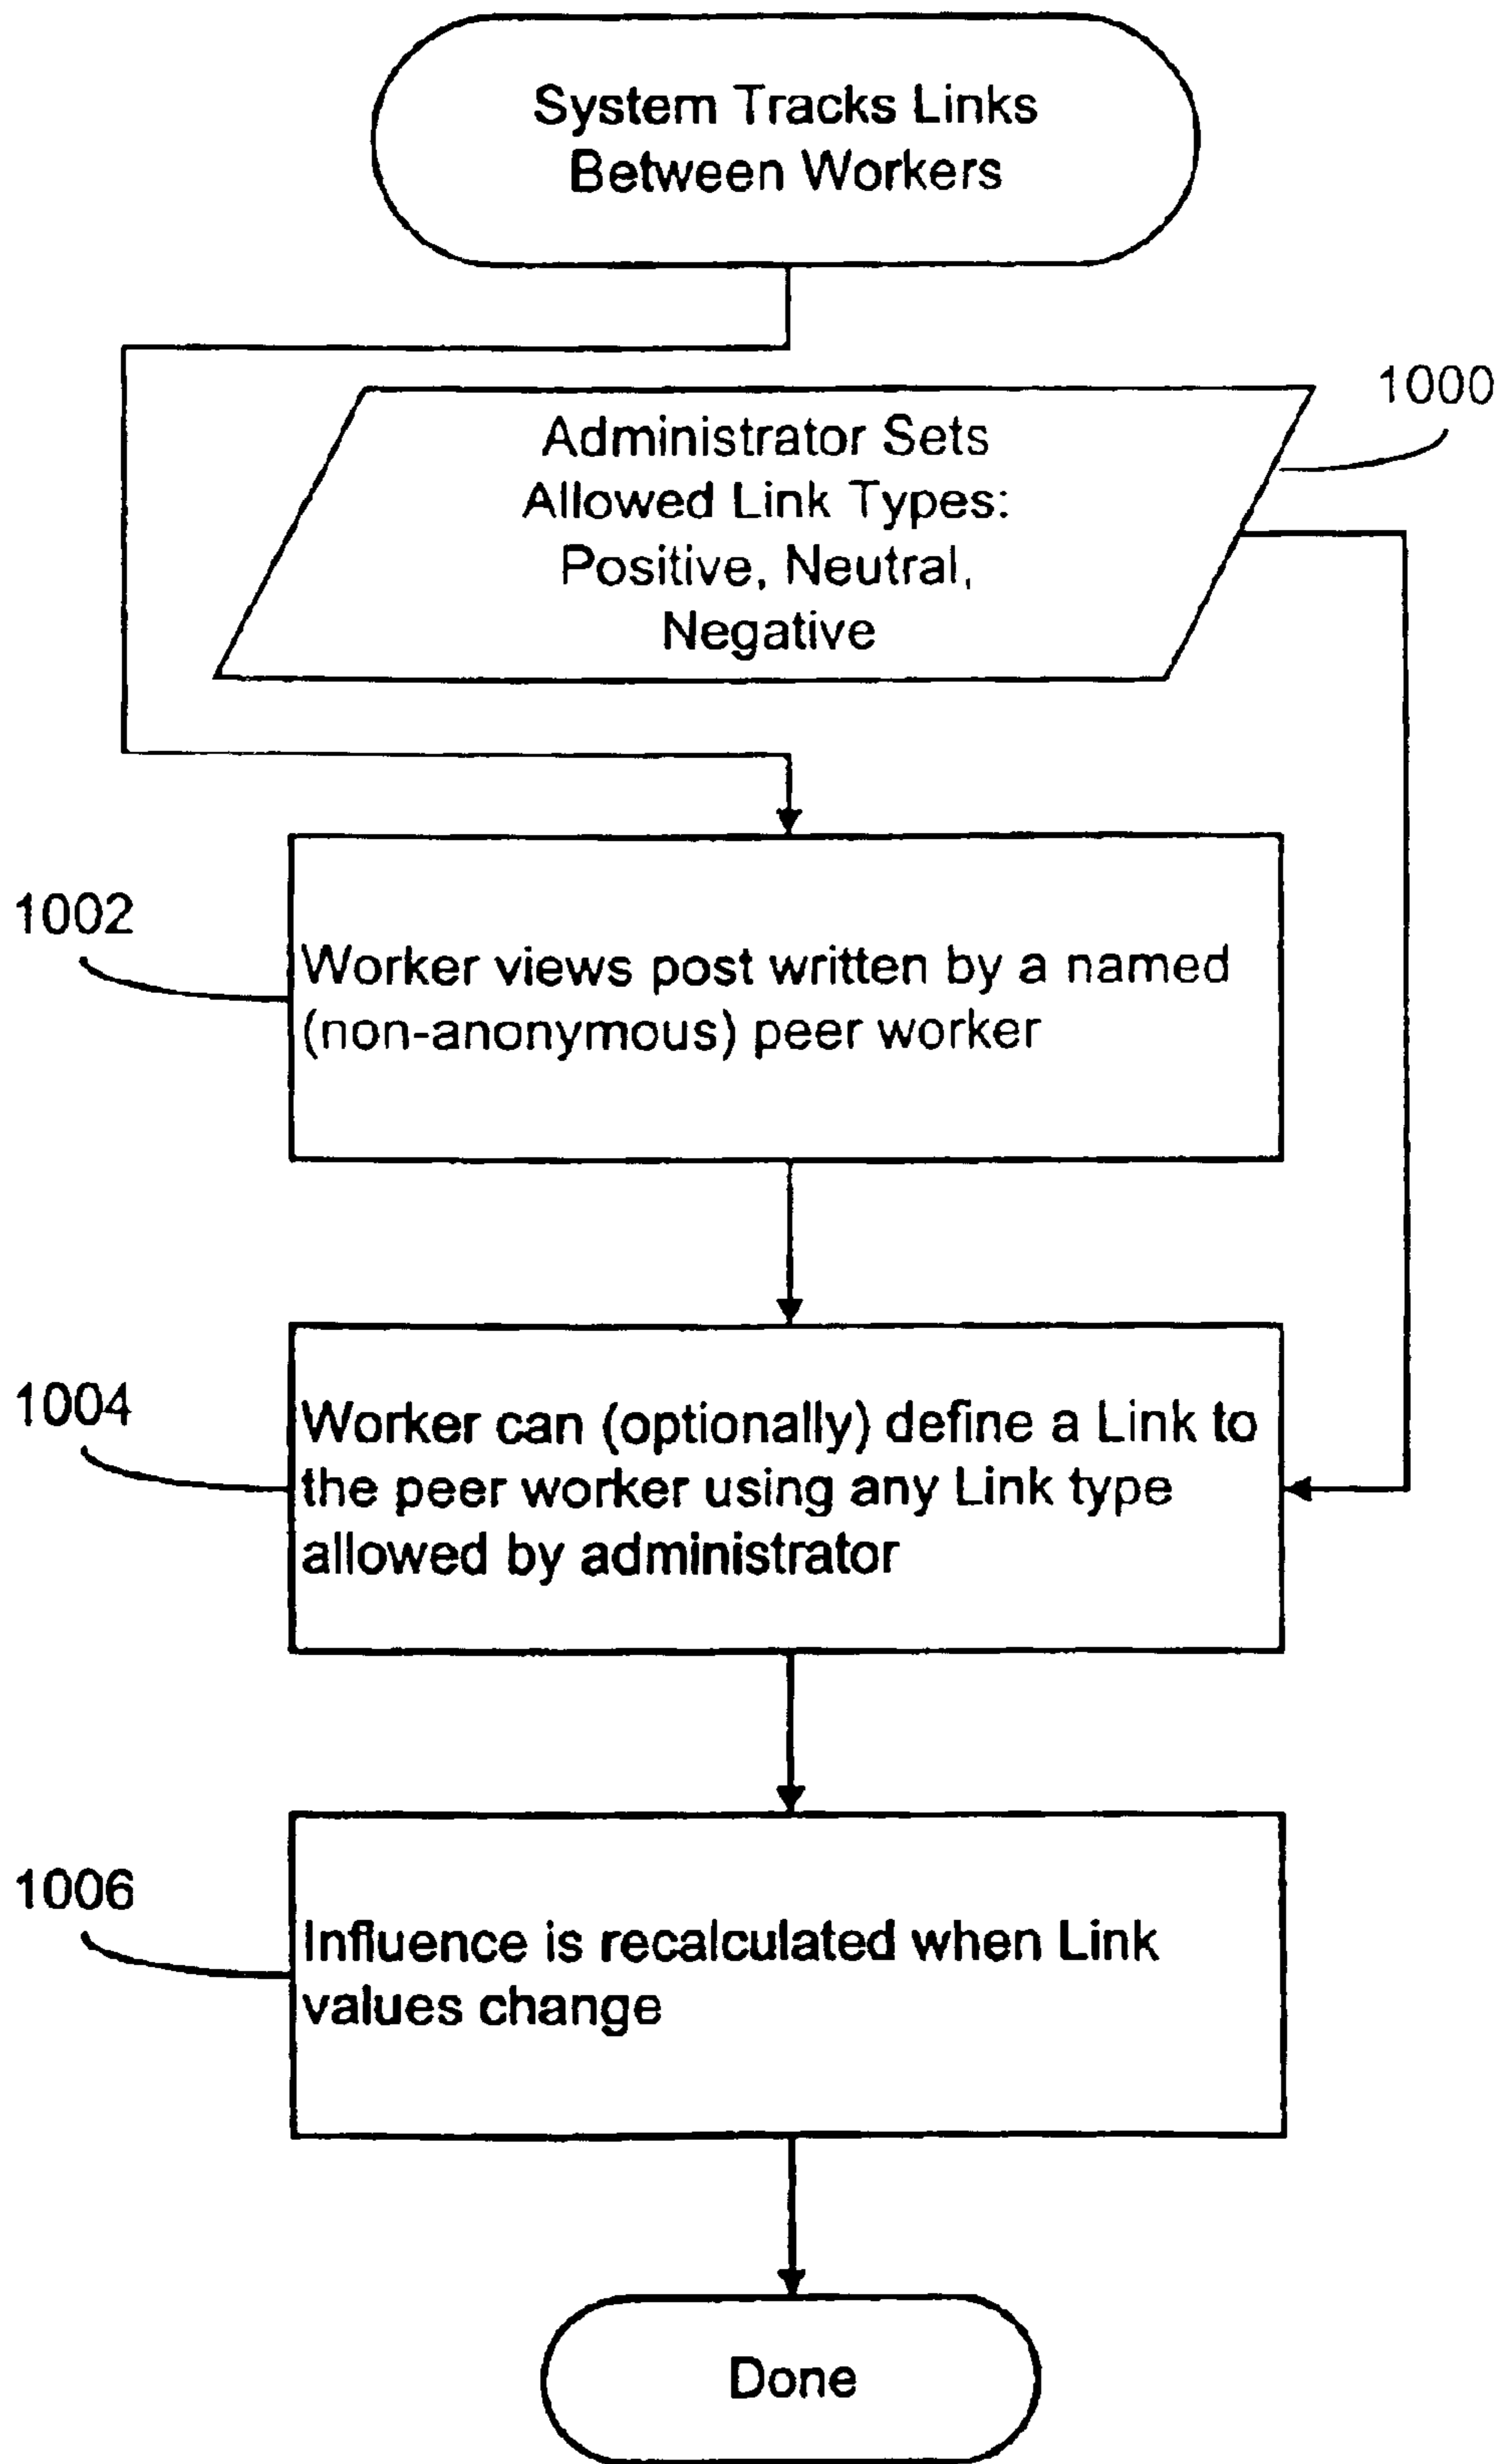 System Tracks Links
Between Workers
1000
Administrator Sets
Allowed Link Types:
Positive, Neutral,
Negative
1002
Worker views post written by a named
(non-anonymous) peer worker
1004
Worker can (optionally) define a Link to
the peer worker using any Link type
allowed by administrator
1006
Influence is recalculated when Link
values change
Done